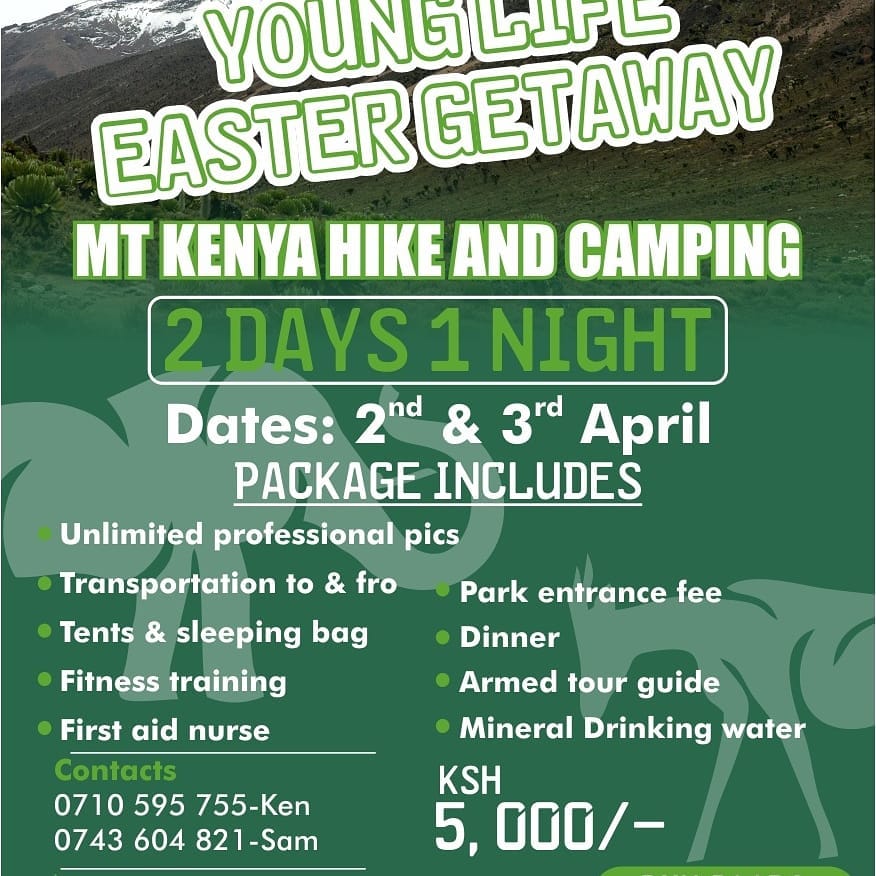 YOUNG LIFE
EASTER GETAWAY
MT KENYA HIKE AND CAMPING
2 DAYS 1 NIGHT
Dates: 2nd & 3rd April
PACKAGE INCLUDES
Unlimited professional pics
Transportation to & fro
Tents & sleeping bag
Fitness training
First aid nurse
Park entrance fee
Dinner
Armed tour guide
Mineral Drinking water
Contacts
0710 595 755-Ken
0743 604 821-Sam
KSH
5, 000/-